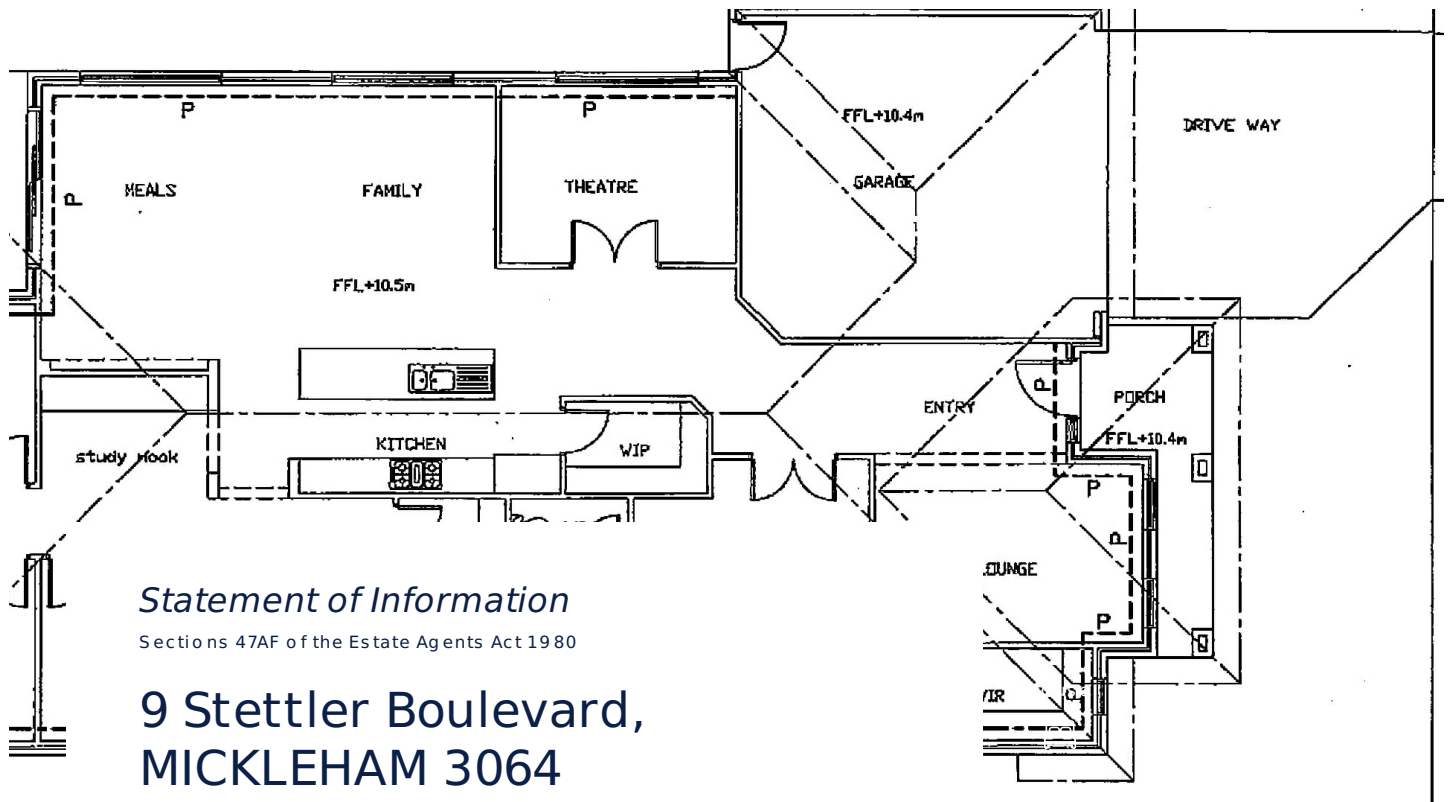 FFL+10.4m
DRIVE WAY
P
P
P
MEALS
FAMILY
THEATRE
GARAGE
FFL+10.5m
P
PORCH
ENTRY
FFL+10.4m
KITCHEN
WIP
study Nook
P
P
LOUNGE
P
WIR
P
Statement of Information
Sections 47AF of the Estate Agents Act 1980
9 Stettler Boulevard,
MICKLEHAM 3064